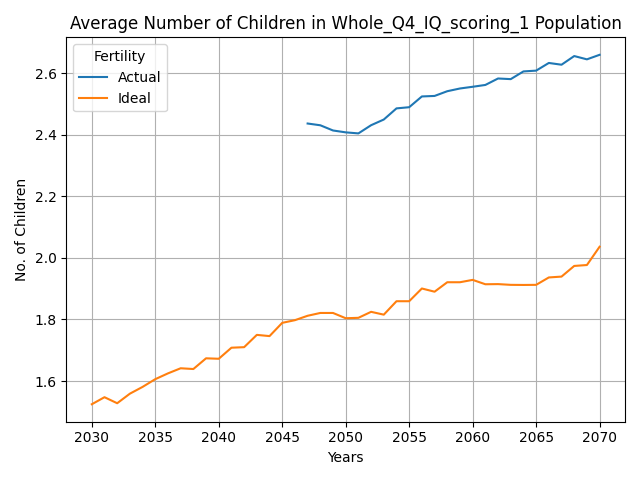 Average Number of Children in Whole_Q4_IQ_scoring_1 Population
Fertility
Actual
Ideal
No. of Children
2.6
2.4
2.2
2.0
1.8
1.6
2030 2035 2040 2045 2050 2055 2060 2065 2070
Years